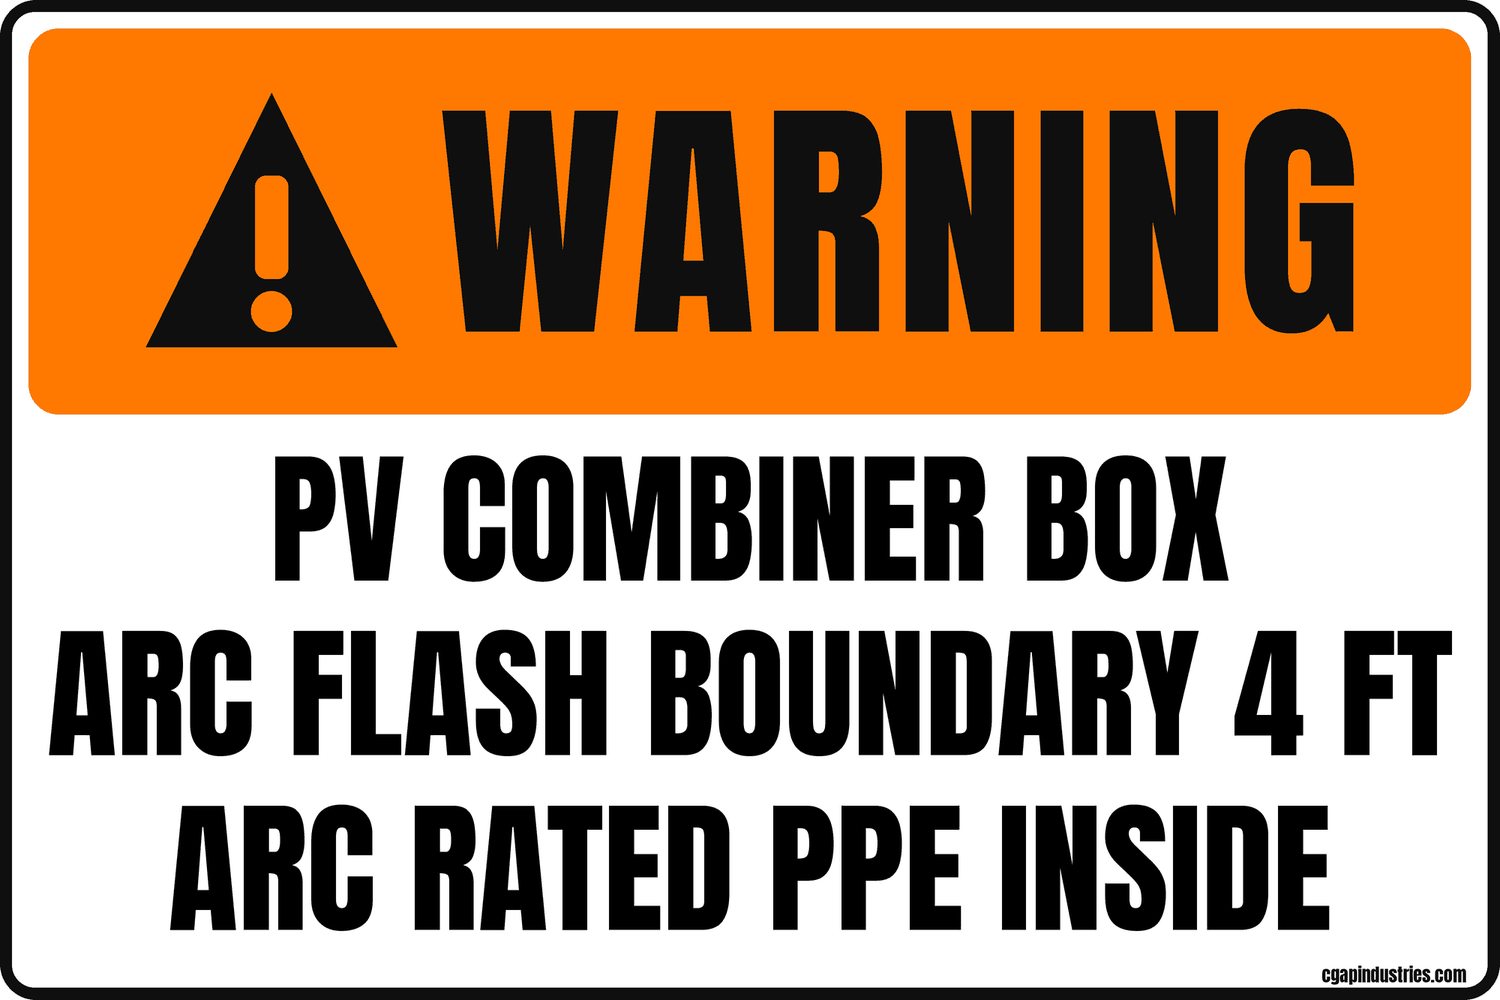 WARNING
PV COMBINER BOX
ARC FLASH BOUNDARY 4 FT
ARC RATED PPE INSIDE
cgapindustries.com